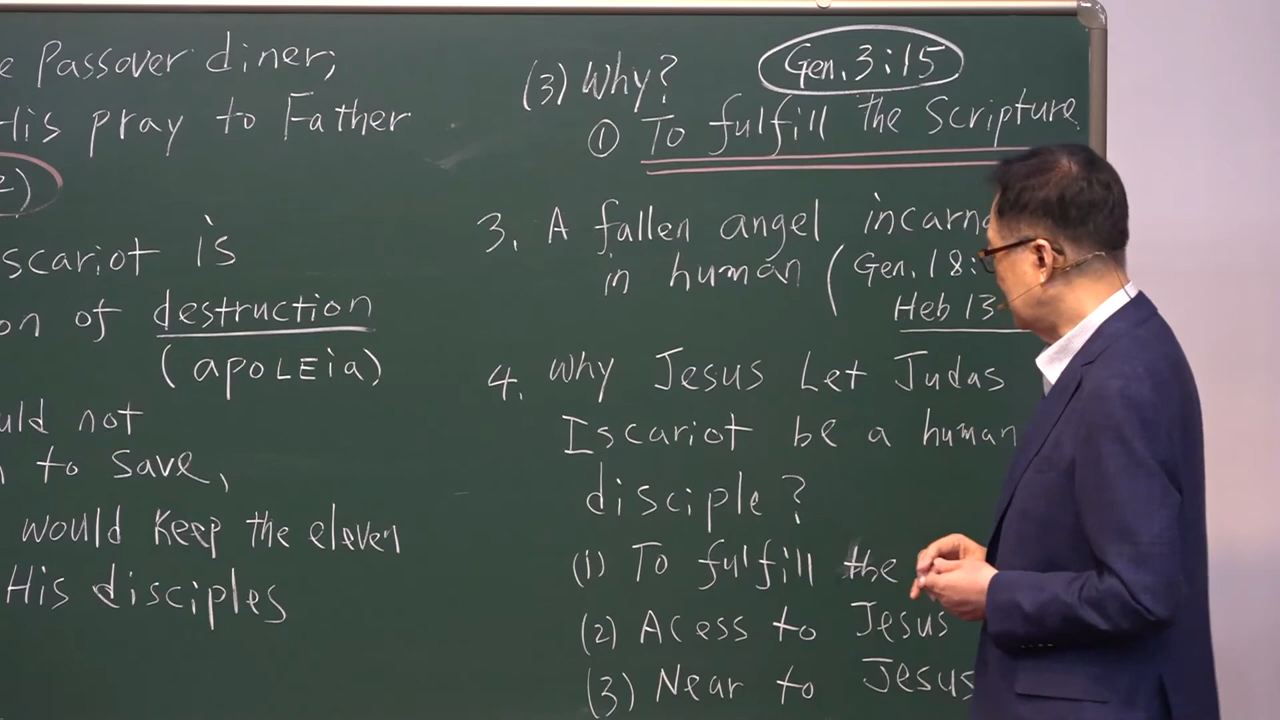 e Passover diner;
His pray to Father
2)
scariot is
on of destruction
(APOLEia)
uld not
to save,
would keep the eleven
His disciples
(3) Why? Gen. 3:15
① To fulfill the Scripture
3. A fallen angel incarna
in human (Gen. 18:
Heb 13
4. Why Jesus Let Judas
Iscariot be a human
disciple?
(1) To fulfill the
(2) Acess to Jesus
(3) Near to Jesus